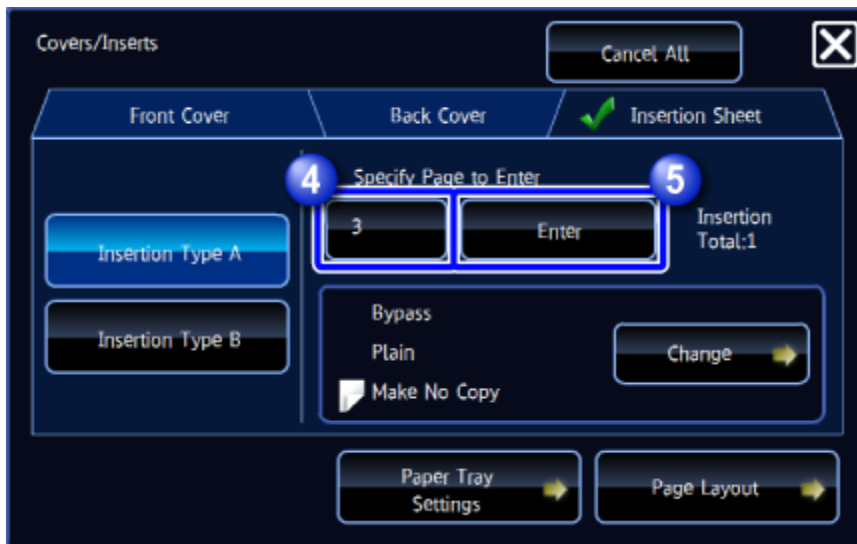 Covers/Inserts
Cancel All
Front Cover
Back Cover
Insertion Sheet
4
Specify Page to Enter
5
3
Enter
Insertion
Total:1
Insertion Type A
Insertion Type B
Bypass
Plain
Make No Copy
Change
Paper Tray
Settings
Page Layout